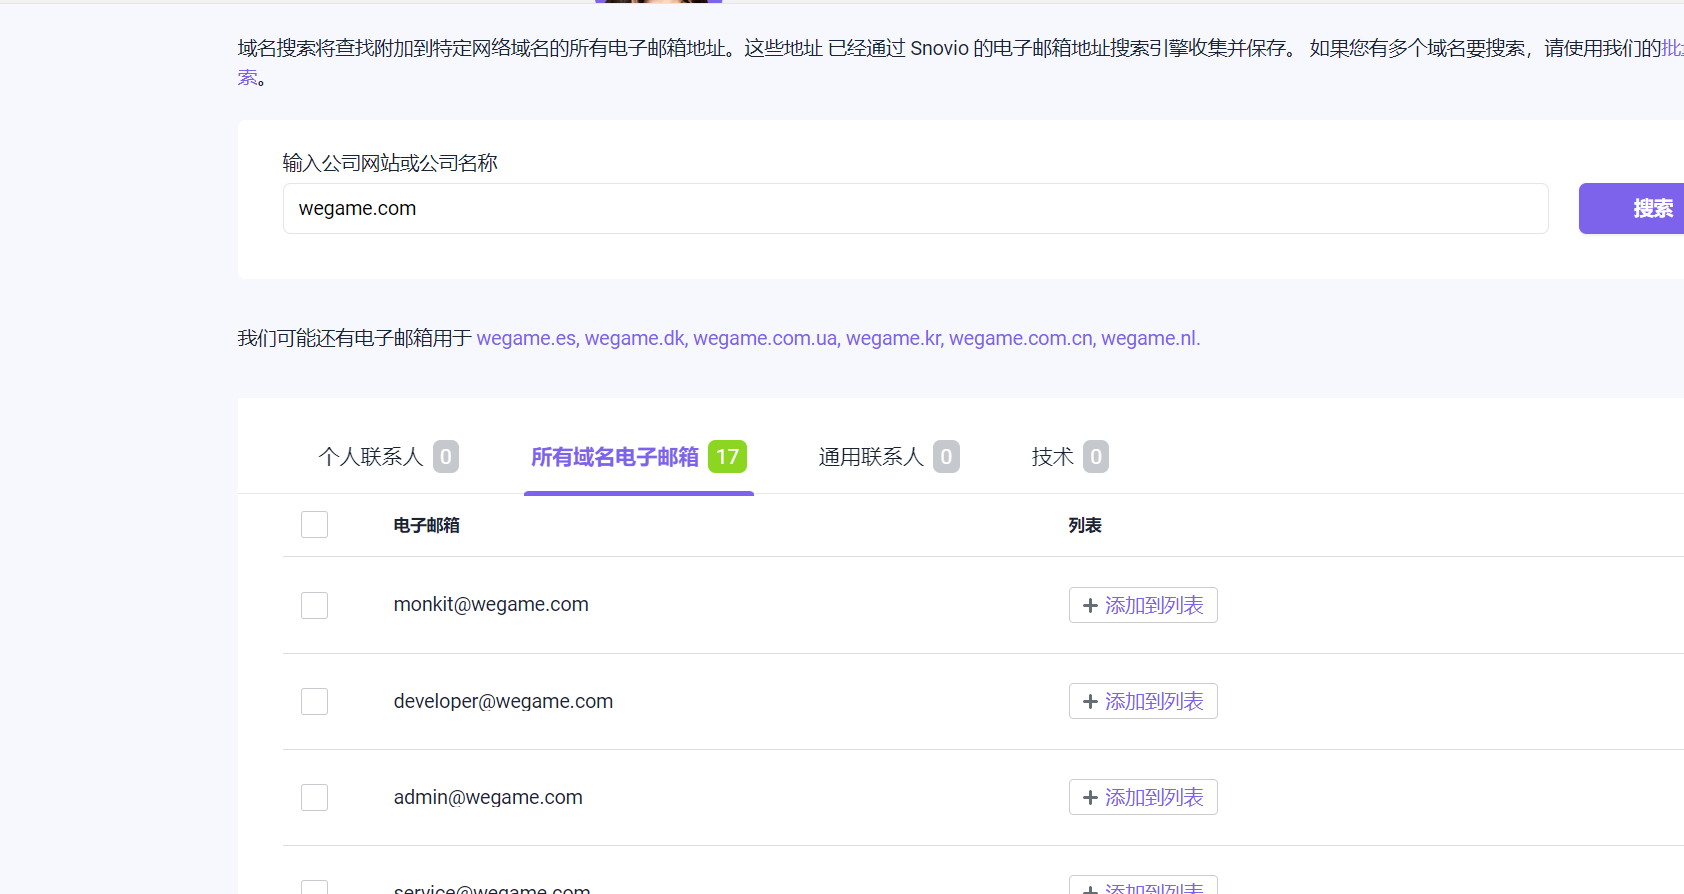 域名搜索将查找附加到特定网络域名的所有电子邮箱地址。这些地址 已经通过 Snovio 的电子邮箱地址搜索引擎收集并保存。 如果您有多个域名要搜索，请使用我们的批
索。
输入公司网站或公司名称
wegame.com
搜索
我们可能还有电子邮箱用于 wegame.es, wegame.dk, wegame.com.ua, wegame.kr, wegame.com.cn, wegame.nl.
个人联系人 0 所有域名电子邮箱 17 通用联系人 0 技术 0
电子邮箱 列表
monkit@wegame.com + 添加到列表
developer@wegame.com + 添加到列表
admin@wegame.com + 添加到列表
service@wegame.com + 添加到列表